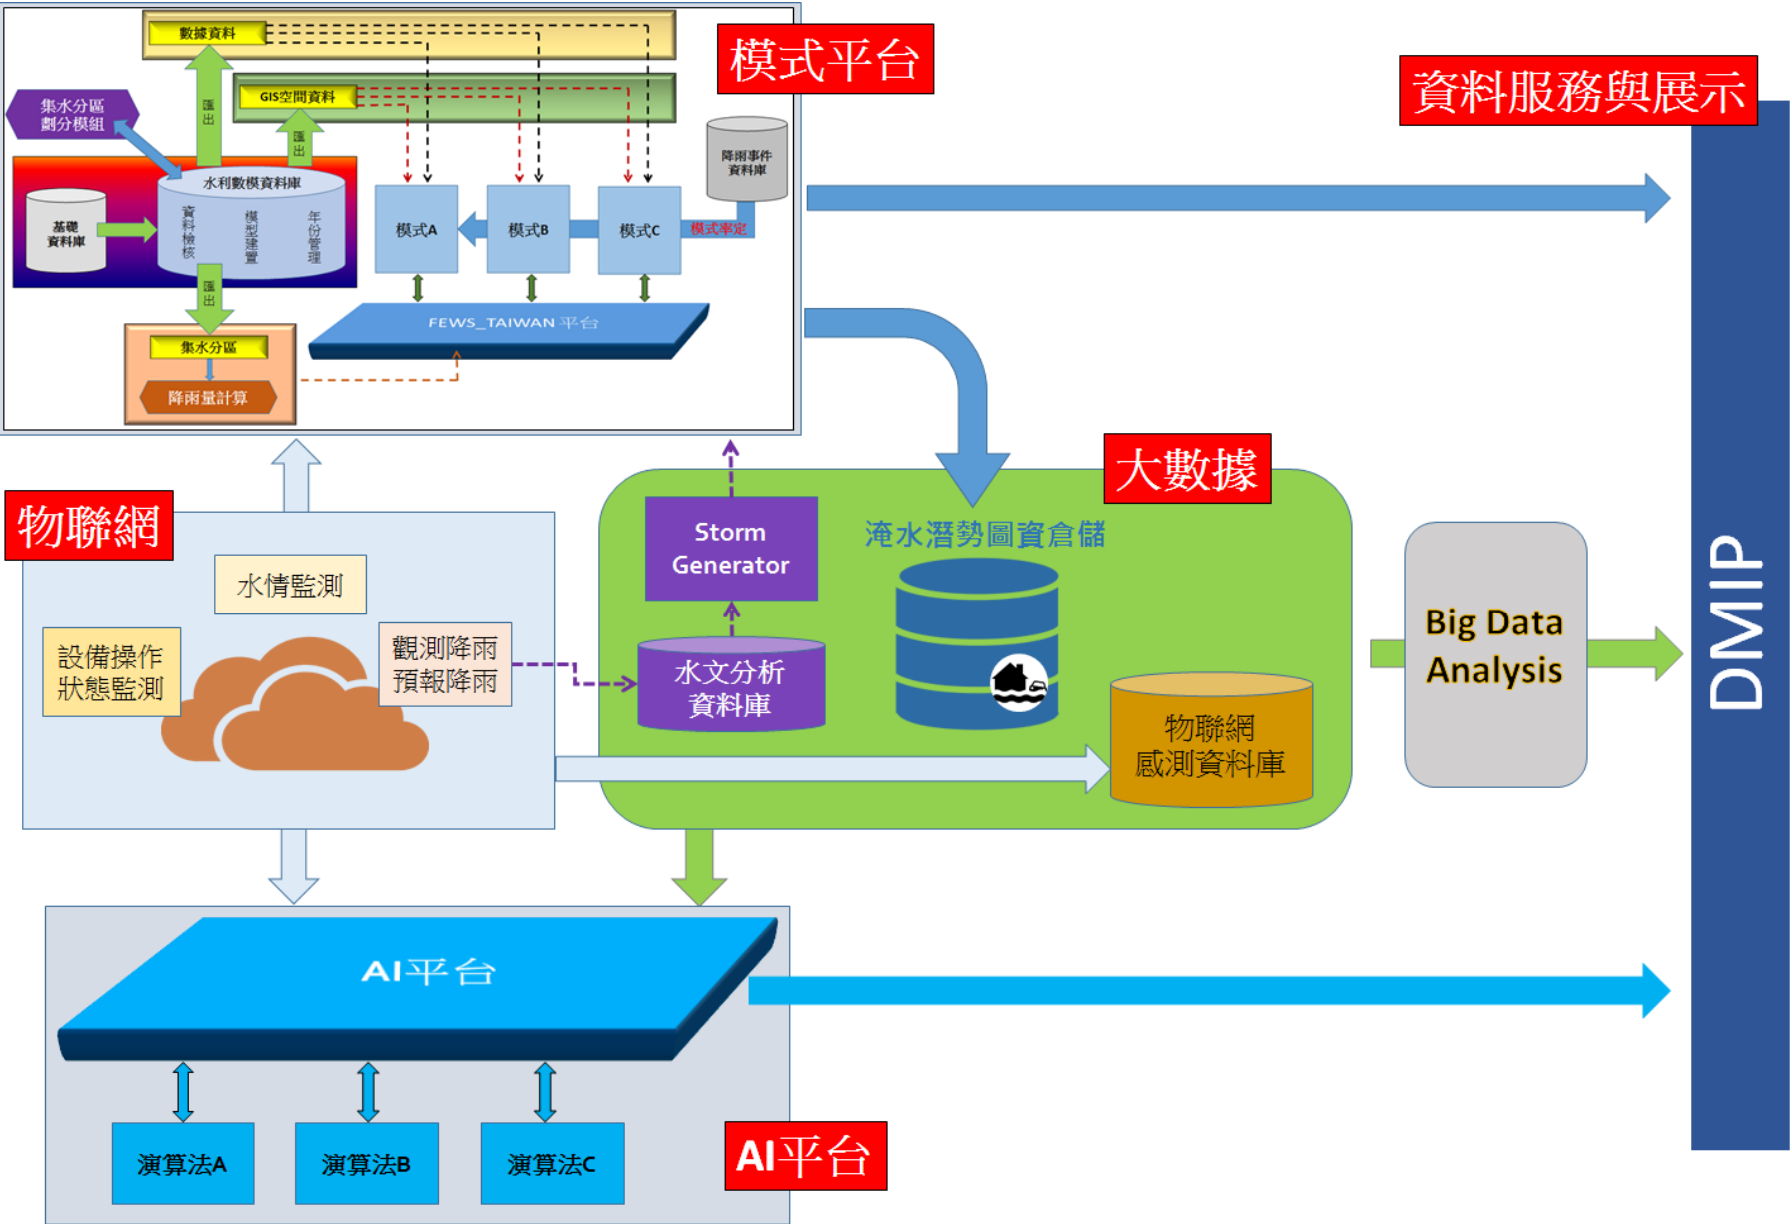 數據資料
模式平台
資料服務與展示
集水分區
劃分模組
匯出
GIS空間資料
匯出
降雨事件
資料庫
水利數模資料庫
資料檢核
模型建置
年份管理
基礎
資料庫
模式A
模式B
模式C
模式率定
匯出
FEWS_TAIWAN 平台
集水分區
降雨量計算
物聯網
水情監測
設備操作
狀態監測
觀測降雨
預報降雨
大數據
Storm
Generator
淹水潛勢圖資倉儲
水文分析
資料庫
物聯網
感測資料庫
Big Data
Analysis
DMIP
AI平台
演算法A
演算法B
演算法C
AI平台